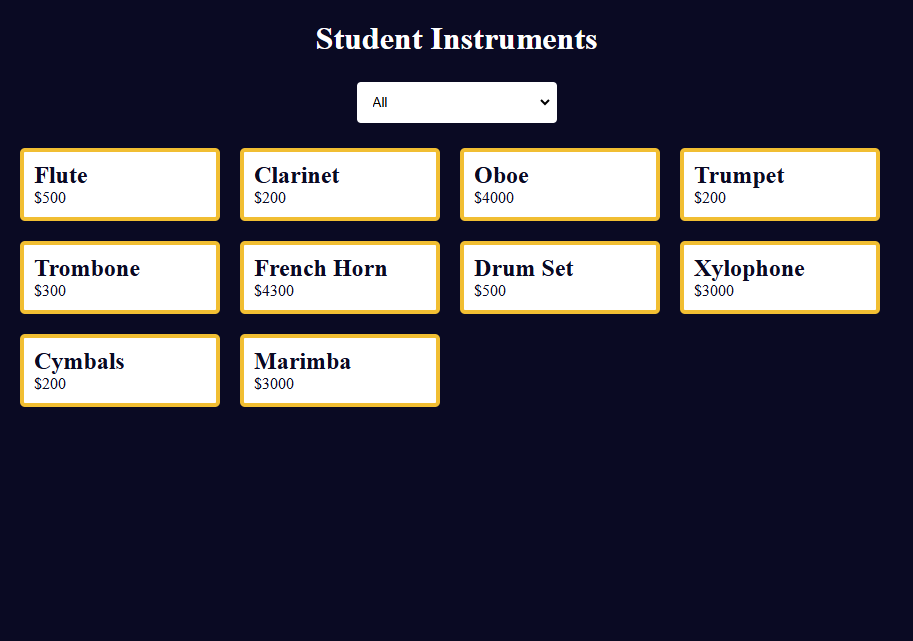 Student Instruments
All
Flute
$500
Clarinet
$200
Oboe
$4000
Trumpet
$200
Trombone
$300
French Horn
$4300
Drum Set
$500
Xylophone
$3000
Cymbals
$200
Marimba
$3000